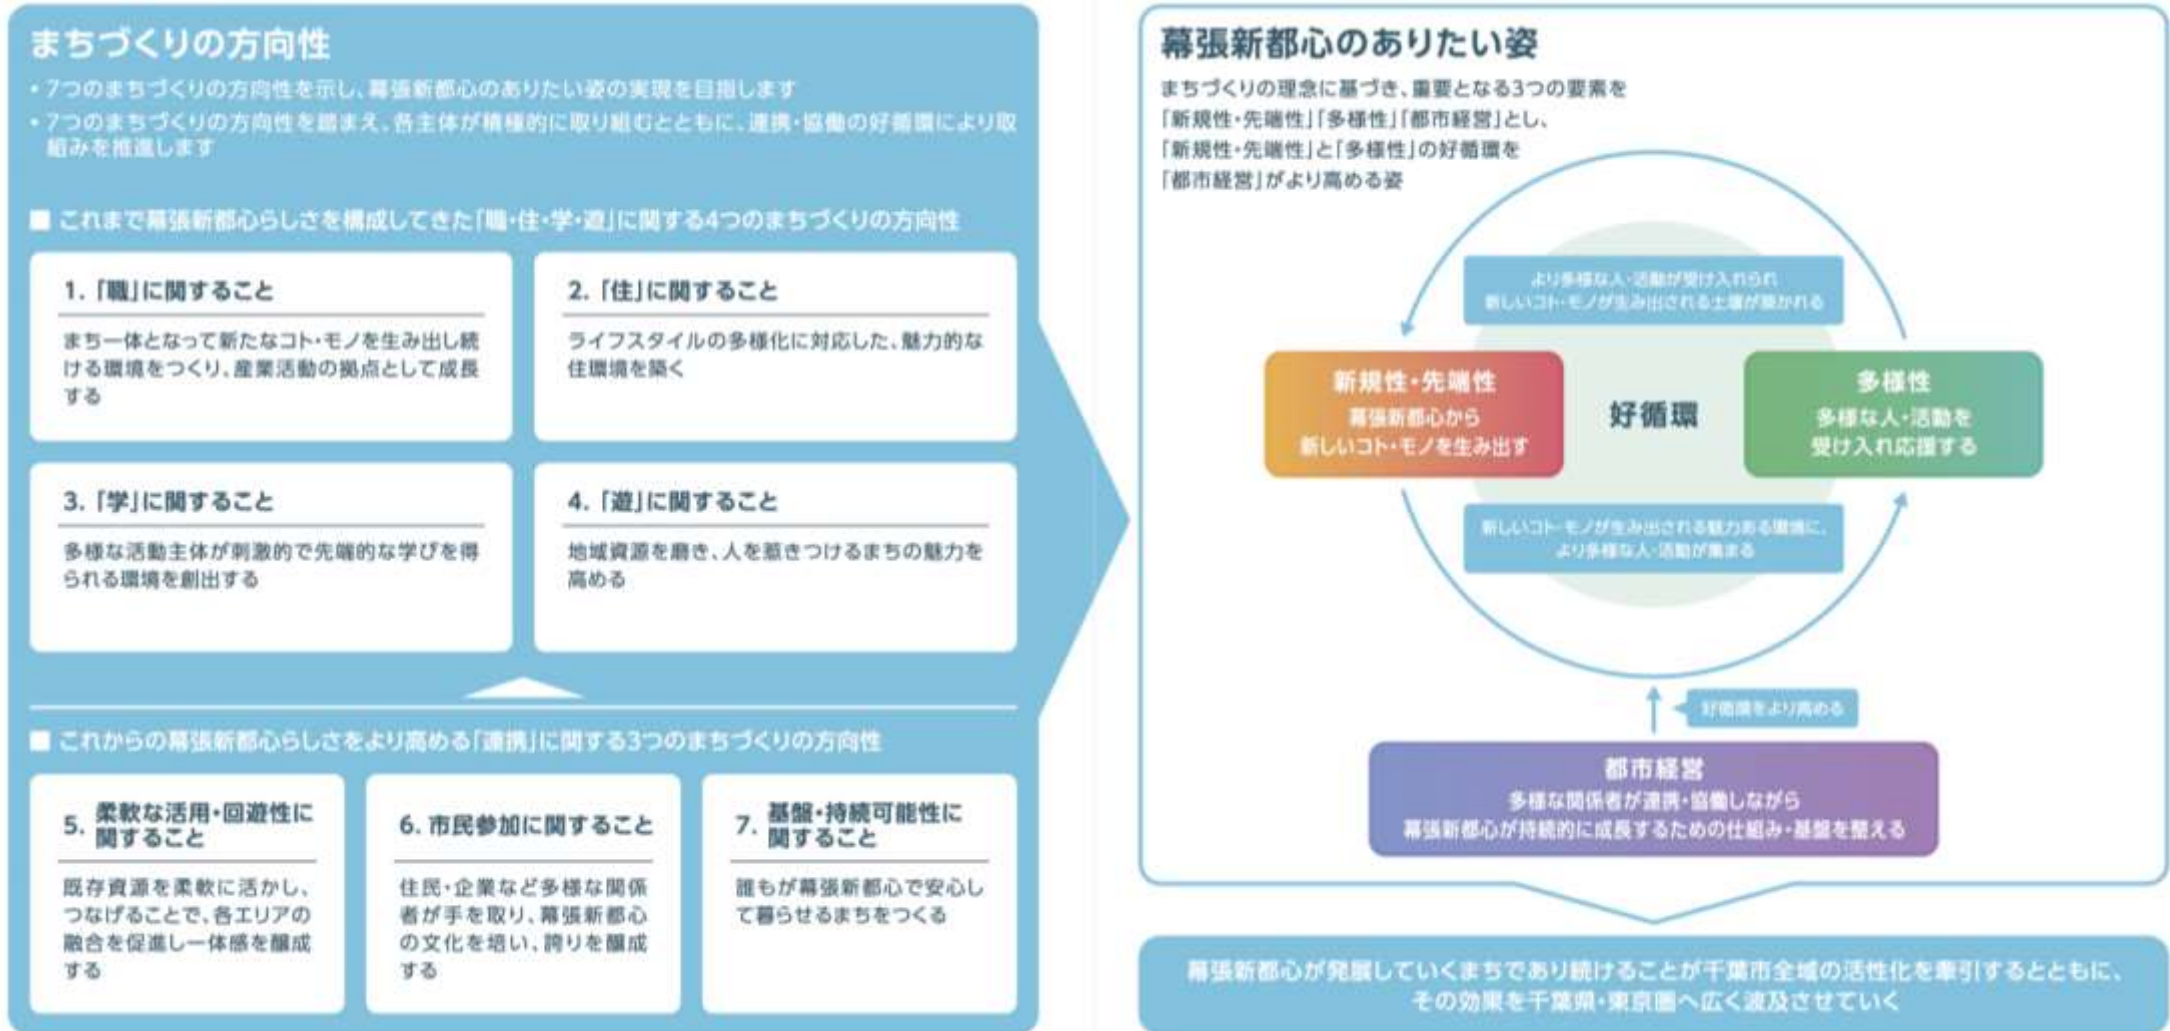 まちづくりの方向性
・7つのまちづくりの方向性を示し、幕張新都心のありたい姿の実現を目指します
・7つのまちづくりの方向性を踏まえ、各主体が積極的に取り組むとともに、連携・協働の好循環により取
組みを推進します
■ これまで幕張新都心らしさを構成してきた「職・住・学・遊」に関する4つのまちづくりの方向性
1. 「職」に関すること
まち一体となって新たなコト・モノを生み出し続
ける環境をつくり、産業活動の拠点として成長
する
2. 「住」に関すること
ライフスタイルの多様化に対応した、魅力的な
住環境を築く
3. 「学」に関すること
多様な活動主体が刺激的で先端的な学びを得
られる環境を創出する
4. 「遊」に関すること
地域資源を磨き、人を惹きつけるまちの魅力を
高める
■ これからの幕張新都心らしさをより高める「連携」に関する3つのまちづくりの方向性
5. 柔軟な活用・回遊性に
関すること
既存資源を柔軟に活かし、
つなげることで、各エリアの
融合を促進し一体感を醸成
する
6. 市民参加に関すること
住民・企業など多様な関係
者が手を取り、幕張新都心
の文化を培い、誇りを醸成
する
7. 基盤・持続可能性に
関すること
誰もが幕張新都心で安心し
て暮らせるまちをつくる
幕張新都心のありたい姿
まちづくりの理念に基づき、重要となる3つの要素を
「新規性・先端性」「多様性」「都市経営」とし、
「新規性・先端性」と「多様性」の好循環を
「都市経営」がより高める姿
より多様な人・活動が受け入れられ
新しいコト・モノが生み出される土壌が築かれる
新規性・先端性
幕張新都心から
新しいコト・モノを生み出す
好循環
多様性
多様な人・活動を
受け入れ応援する
新しいコト・モノが生み出される魅力ある環境に、
より多様な人・活動が集まる
好循環をより高める
都市経営
多様な関係者が連携・協働しながら
幕張新都心が持続的に成長するための仕組み・基盤を整える
幕張新都心が発展していくまちであり続けることが千葉市全域の活性化を牽引するとともに、
その効果を千葉県・東京圏へ広く波及させていく